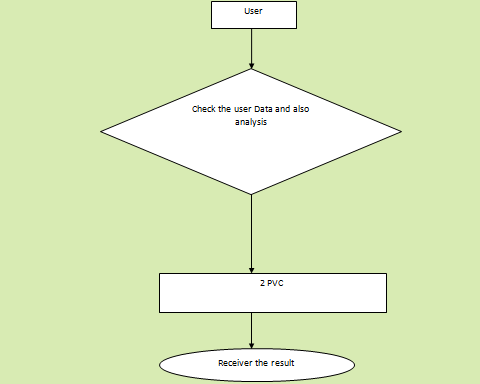 User
Check the user Data and also
analysis
2 PVC
Receiver the result